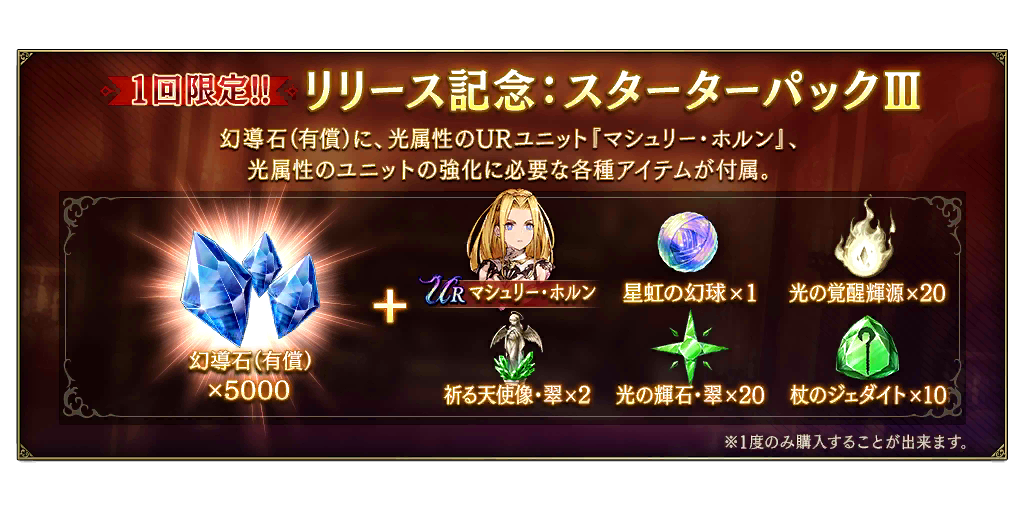 1回限定!! リリース記念：スターターパックⅢ
幻導石(有償)に、光属性のURユニット『マシュリー・ホルン』、
光属性のユニットの強化に必要な各種アイテムが付属。
幻導石(有償)
×5000
+
UR マシュリー・ホルン
星虹の幻球×1
光の覚醒輝源×20
祈る天使像・翠×2
光の輝石・翠×20
杖のジェダイト×10
※1度のみ購入することが出来ます。